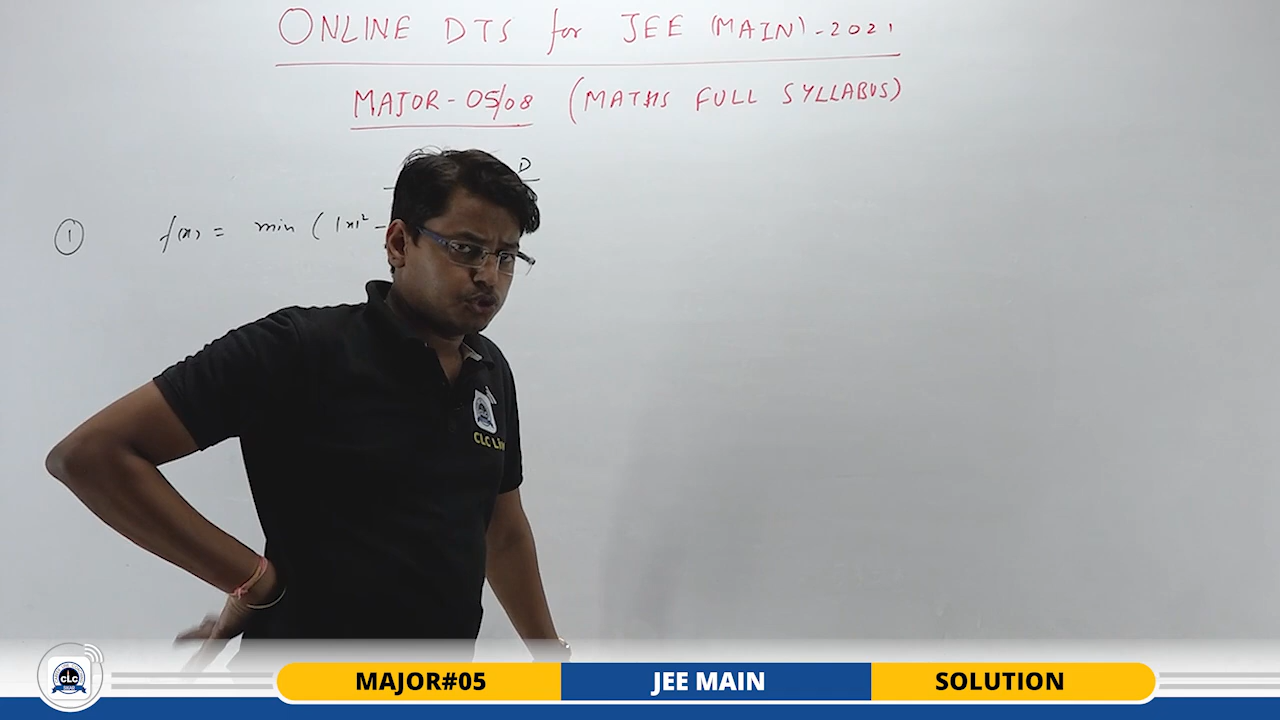 ONLINE DTS for JEE (MAIN) - 2021
MAJOR - 05/08 (MATHS FULL SYLLABUS)
D
① f(x) = min ( |x|² -
CLC
MAJOR#05 JEE MAIN SOLUTION
CLC